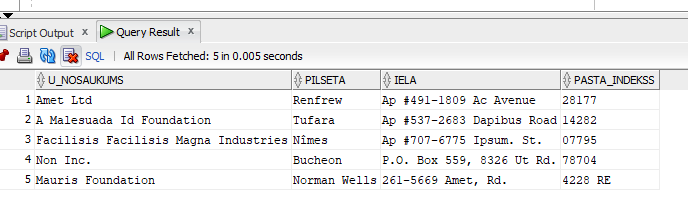 Script Output x Query Result x
SQL | All Rows Fetched: 5 in 0.005 seconds
U_NOSAUKUMS PILSETA IELA PASTA_INDEKSS
1 Amet Ltd Renfrew Ap #491-1809 Ac Avenue 28177
2 A Malesuada Id Foundation Tufara Ap #537-2683 Dapibus Road 14282
3 Facilisis Facilisis Magna Industries Nîmes Ap #707-6775 Ipsum. St. 07795
4 Non Inc. Bucheon P.O. Box 559, 8326 Ut Rd. 78704
5 Mauris Foundation Norman Wells 261-5669 Amet, Rd. 4228 RE